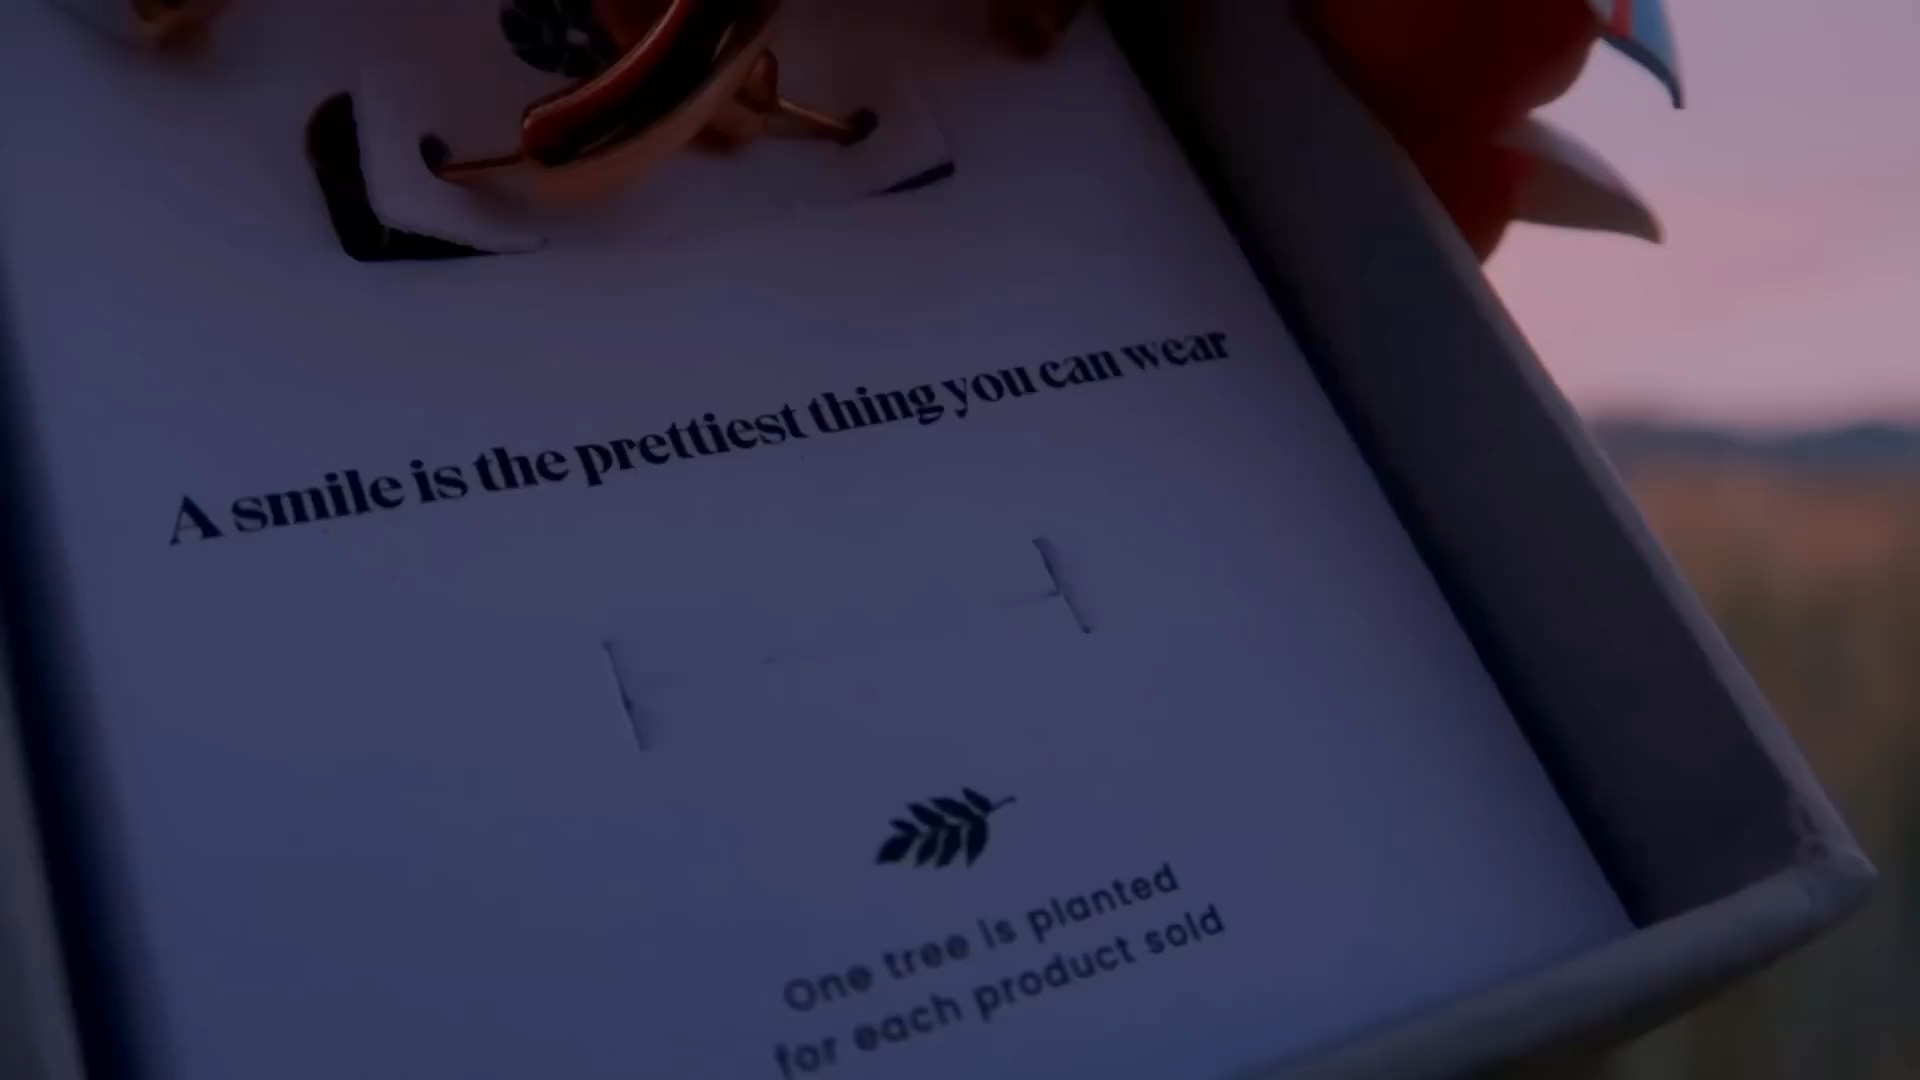 A smile is the prettiest thing you can wear
One tree is planted
for each product sold